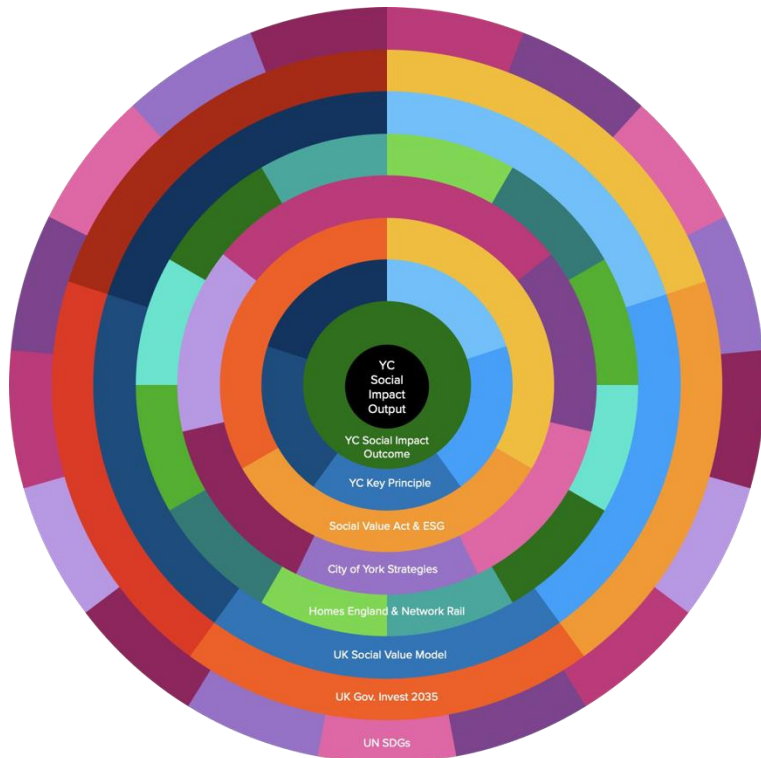 YC
Social
Impact
Output
YC Social Impact
Outcome
YC Key Principle
Social Value Act & ESG
City of York Strategies
Homes England & Network Rail
UK Social Value Model
UK Gov. Invest 2035
UN SDGs